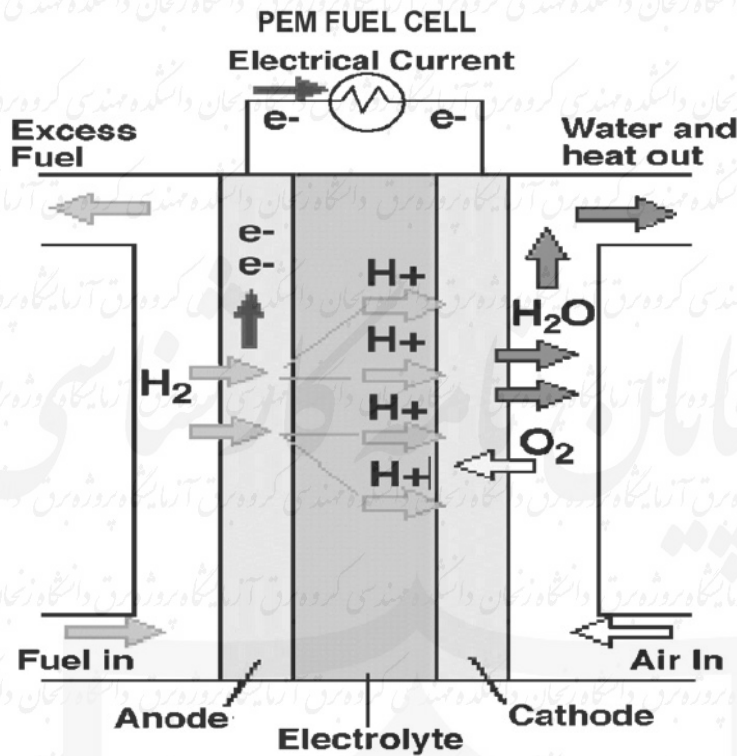 PEM FUEL CELL
Electrical Current
e- e-
Excess
Fuel
Water and
heat out
e-
e-
H+
H₂O
H+
H₂
H+
O₂
H+
Fuel in
Air In
Anode
Cathode
Electrolyte